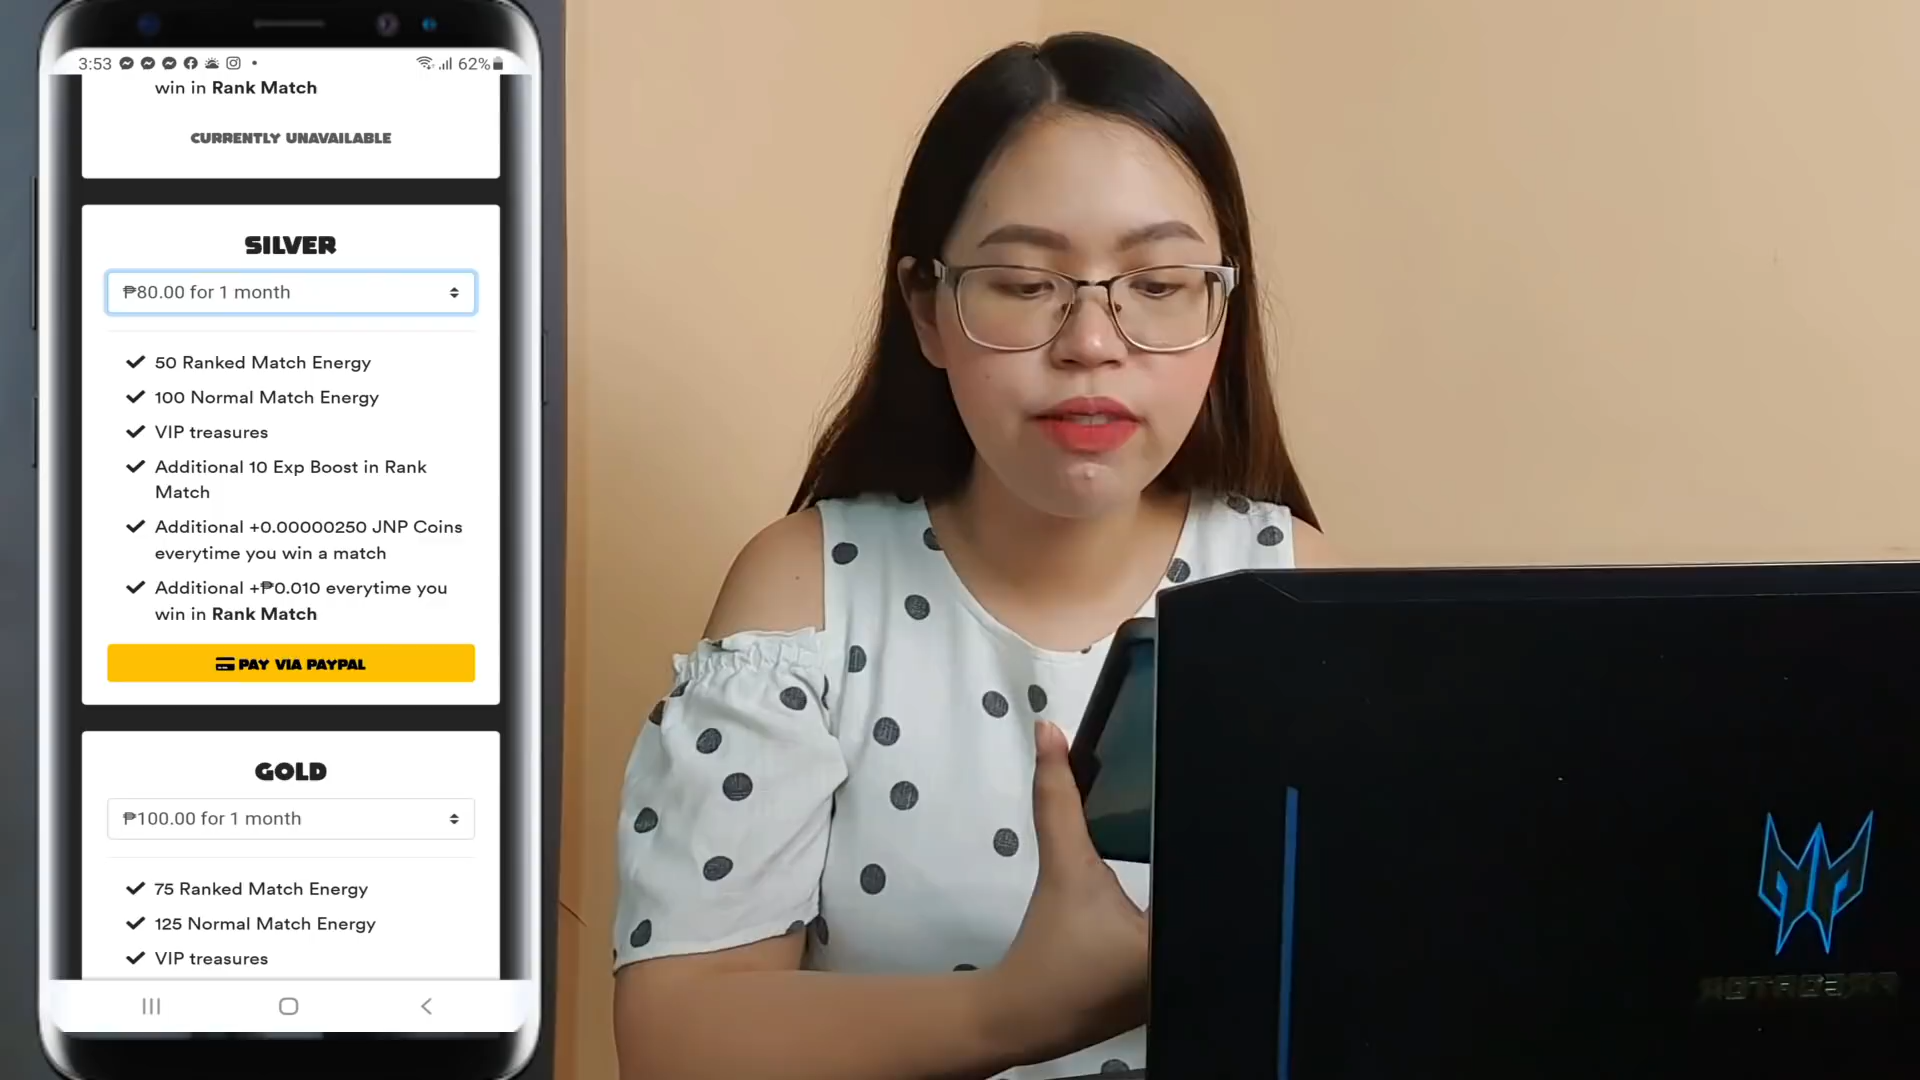 3:53
62%
win in Rank Match
CURRENTLY UNAVAILABLE
SILVER
₱80.00 for 1 month
50 Ranked Match Energy
100 Normal Match Energy
VIP treasures
Additional 10 Exp Boost in Rank
Match
Additional +0.00000250 JNP Coins
everytime you win a match
Additional +₱0.010 everytime you
win in Rank Match
PAY VIA PAYPAL
GOLD
₱100.00 for 1 month
75 Ranked Match Energy
125 Normal Match Energy
VIP treasures
PREDATOR